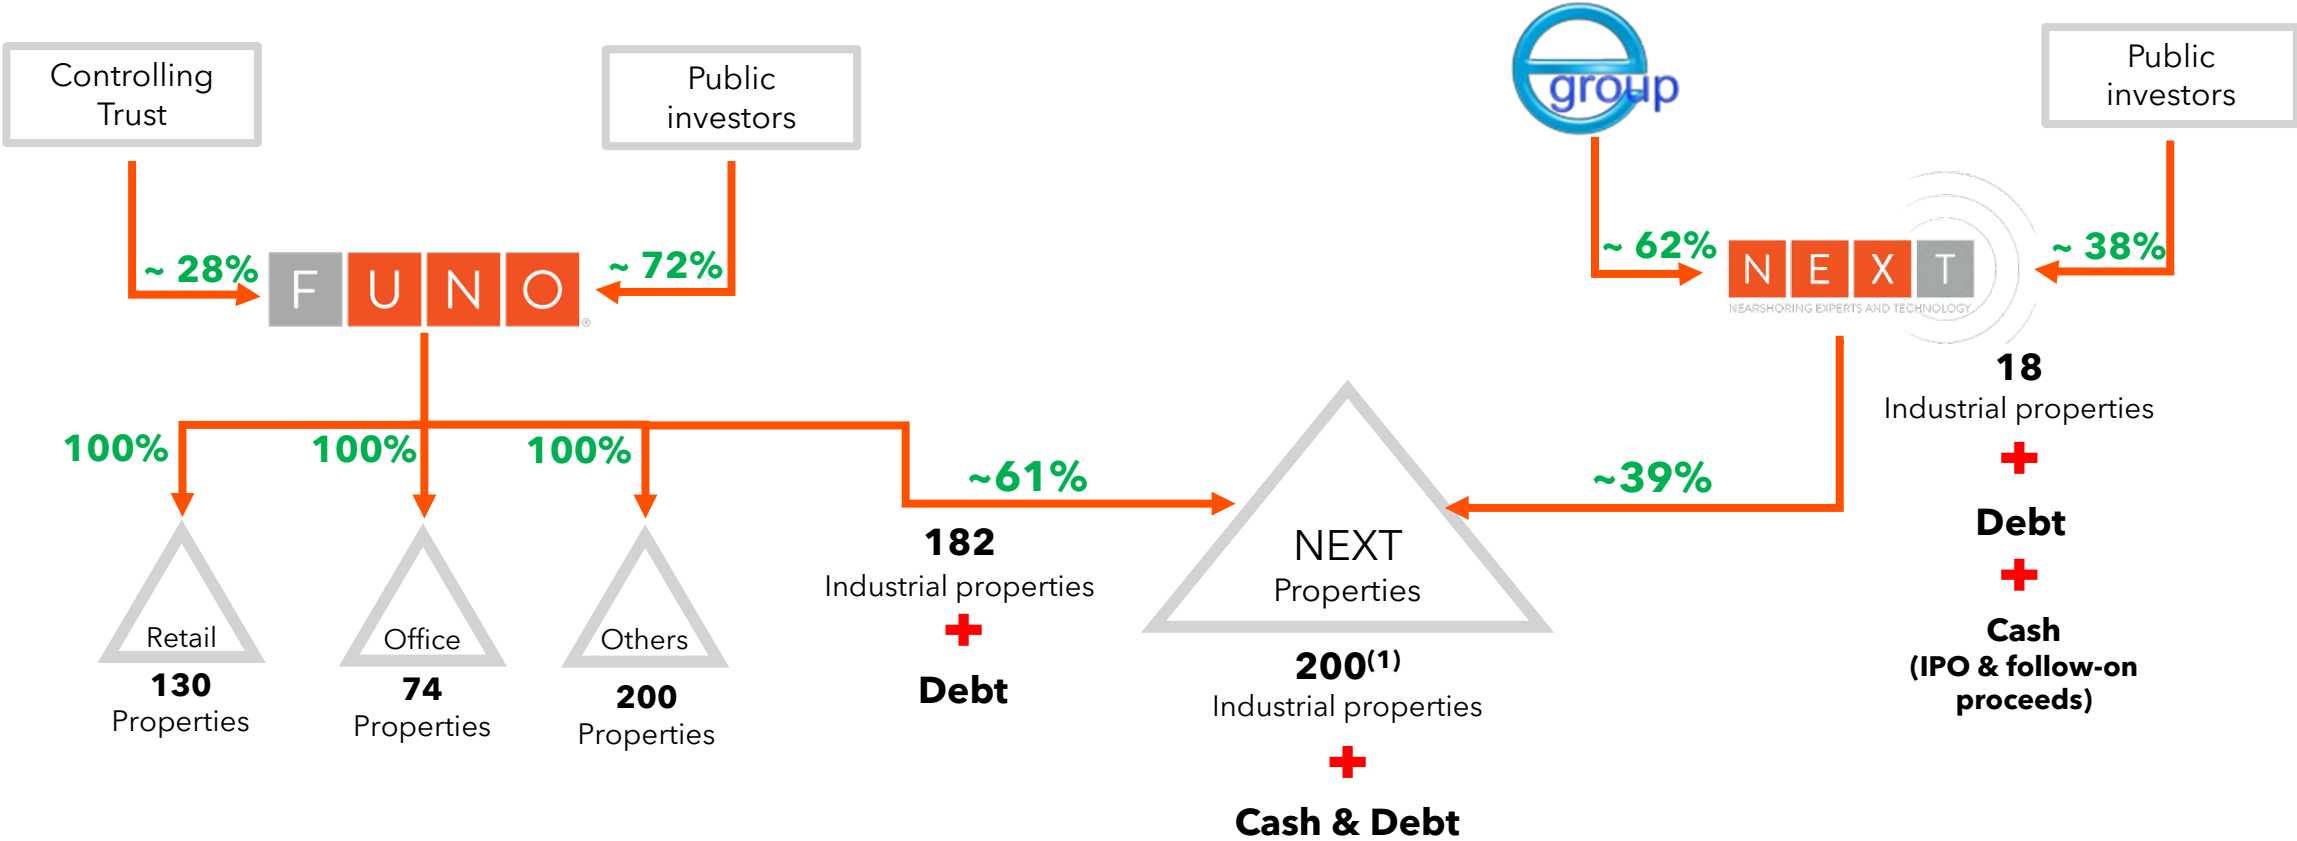 Controlling
Trust
Public
investors
e
group
Public
investors
~ 28%
FUNO®
~ 72%
~ 62%
NEXT
NEARSHORING EXPERTS AND TECHNOLOGY
~ 38%
18
Industrial properties
+
Debt
+
Cash
(IPO & follow-on
proceeds)
100%
100%
100%
~61%
~39%
Retail
130
Properties
Office
74
Properties
Others
200
Properties
182
Industrial properties
+
Debt
NEXT
Properties
200(1)
Industrial properties
+
Cash & Debt